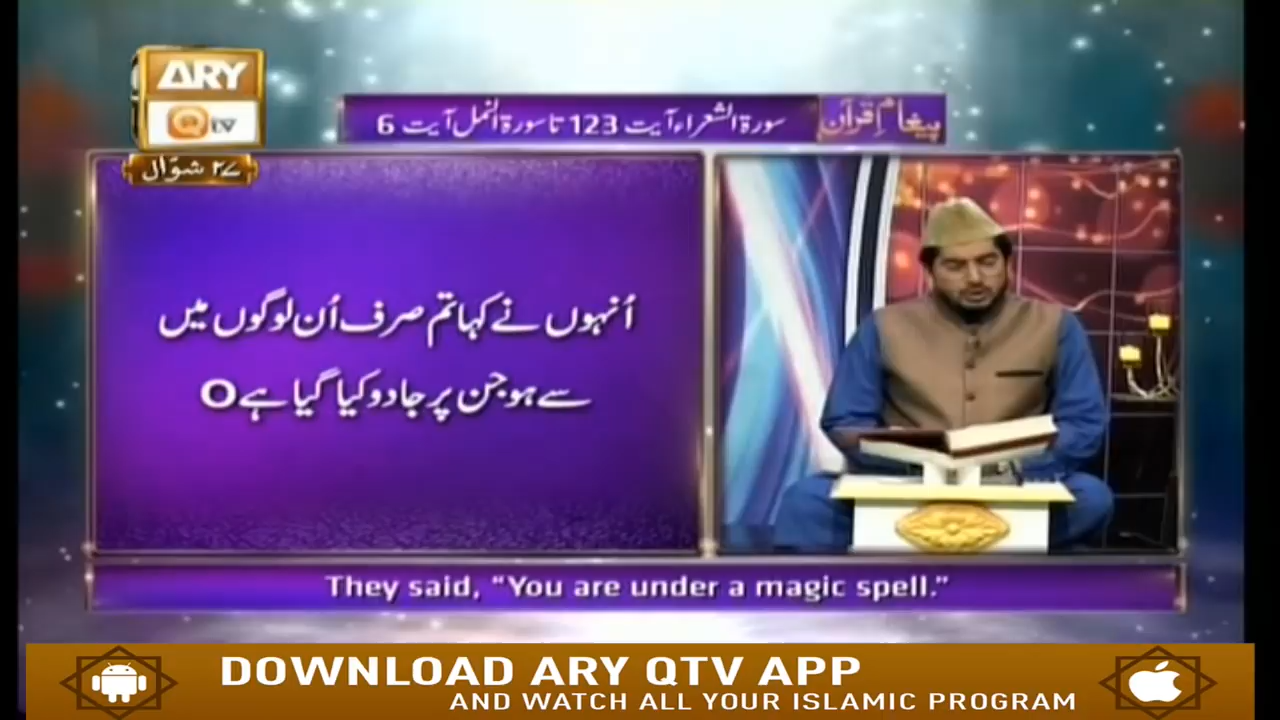 ARY
Qtv
۲۷ شوّال
پیغامِ قرآن
سورۃ الشعراء آیت 123 تا سورۃ النمل آیت 6
اُنہوں نے کہا تم صرف اُن لوگوں میں
سے ہو جن پر جادو کیا گیا ہے O
They said, “You are under a magic spell.”
DOWNLOAD ARY QTV APP
AND WATCH ALL YOUR ISLAMIC PROGRAM